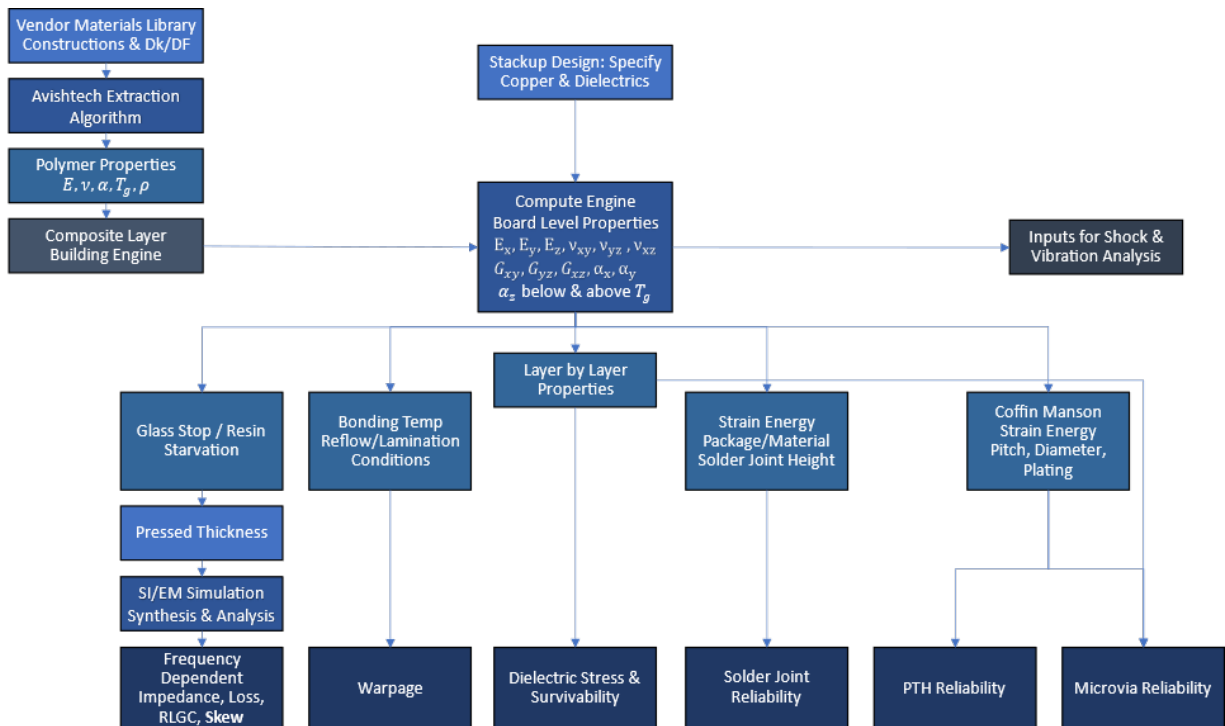 Vendor Materials Library
Constructions & Dk/DF
Avishtech Extraction
Algorithm
Polymer Properties
E, ν, α, T_g, ρ
Composite Layer
Building Engine
Stackup Design: Specify
Copper & Dielectrics
Compute Engine
Board Level Properties
E_x, E_y, E_z, ν_xy, ν_yz , ν_xz
G_xy, G_yz, G_xz, α_x, α_y
α_z below & above T_g
Inputs for Shock &
Vibration Analysis
Glass Stop / Resin
Starvation
Bonding Temp
Reflow/Lamination
Conditions
Layer by Layer
Properties
Strain Energy
Package/Material
Solder Joint Height
Coffin Manson
Strain Energy
Pitch, Diameter,
Plating
Pressed Thickness
SI/EM Simulation
Synthesis & Analysis
Frequency
Dependent
Impedance, Loss,
RLGC, Skew
Warpage
Dielectric Stress &
Survivability
Solder Joint
Reliability
PTH Reliability
Microvia Reliability